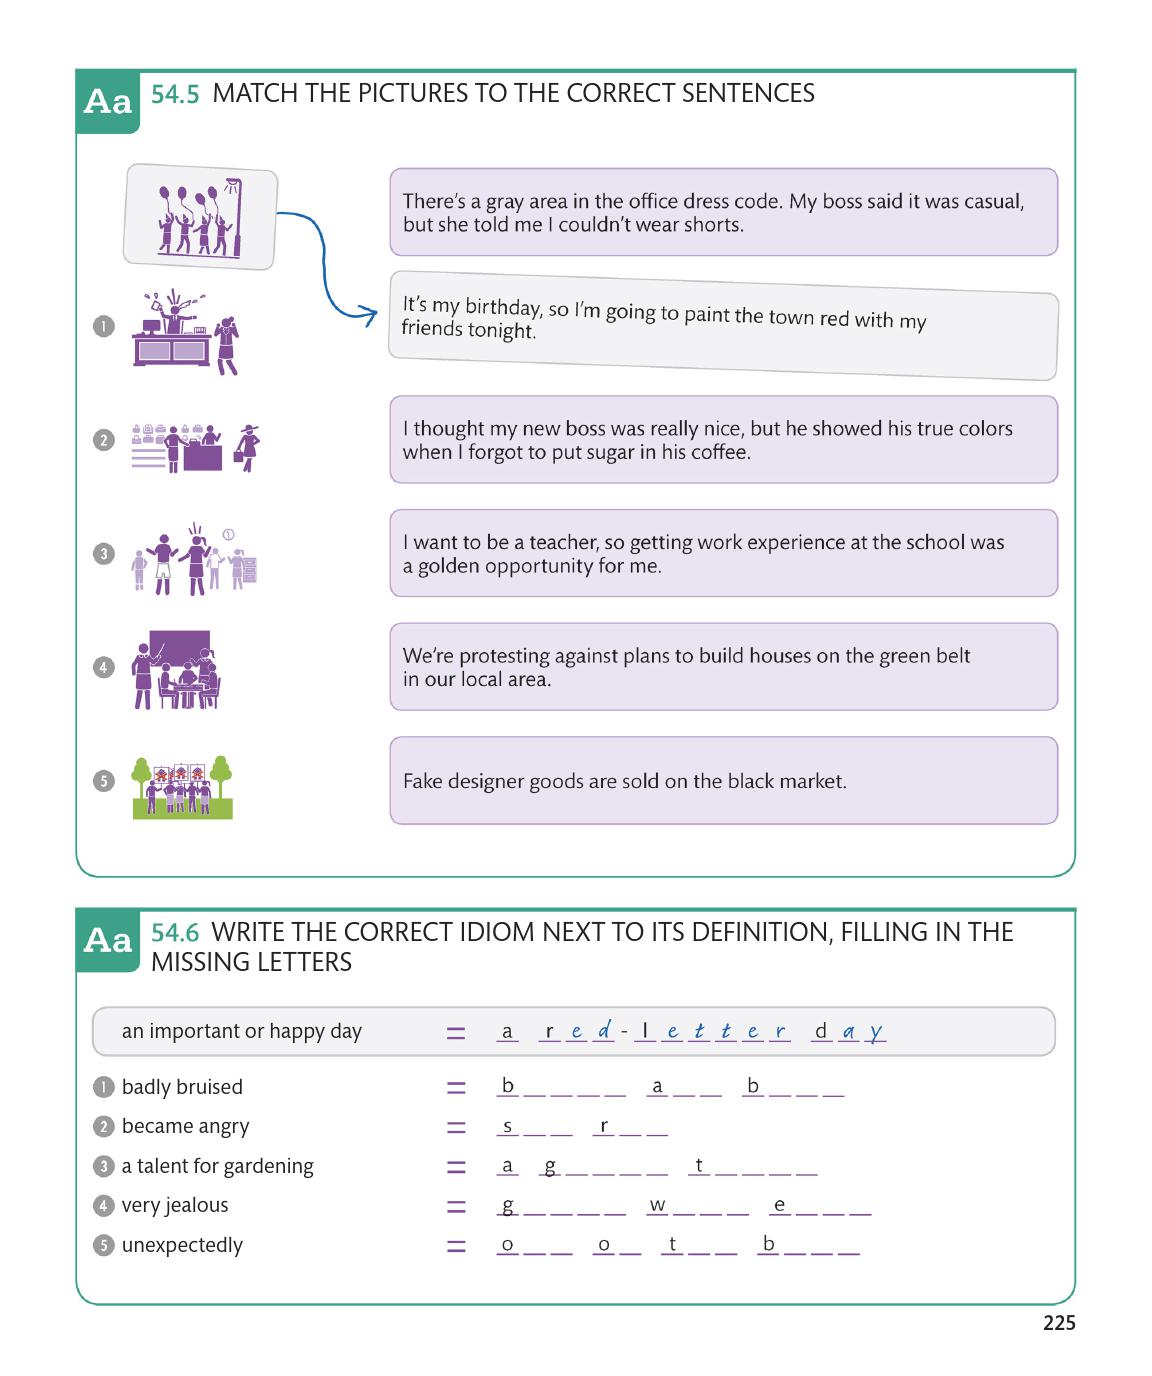 Aa 54.5 MATCH THE PICTURES TO THE CORRECT SENTENCES
There's a gray area in the office dress code. My boss said it was casual,
but she told me I couldn't wear shorts.
It's my birthday, so I'm going to paint the town red with my
friends tonight.
1
I thought my new boss was really nice, but he showed his true colors
when I forgot to put sugar in his coffee.
2
I want to be a teacher, so getting work experience at the school was
a golden opportunity for me.
3
We're protesting against plans to build houses on the green belt
in our local area.
4
Fake designer goods are sold on the black market.
5
Aa 54.6 WRITE THE CORRECT IDIOM NEXT TO ITS DEFINITION, FILLING IN THE
MISSING LETTERS
an important or happy day = a red-letter day
1 badly bruised = b _ _ _ _ a _ _ b _ _ _
2 became angry = s _ _ r _ _
3 a talent for gardening = a g _ _ _ _ t _ _ _ _
4 very jealous = g _ _ _ _ w _ _ _ e _ _ _
5 unexpectedly = o _ _ o _ t _ _ b _ _ _
225